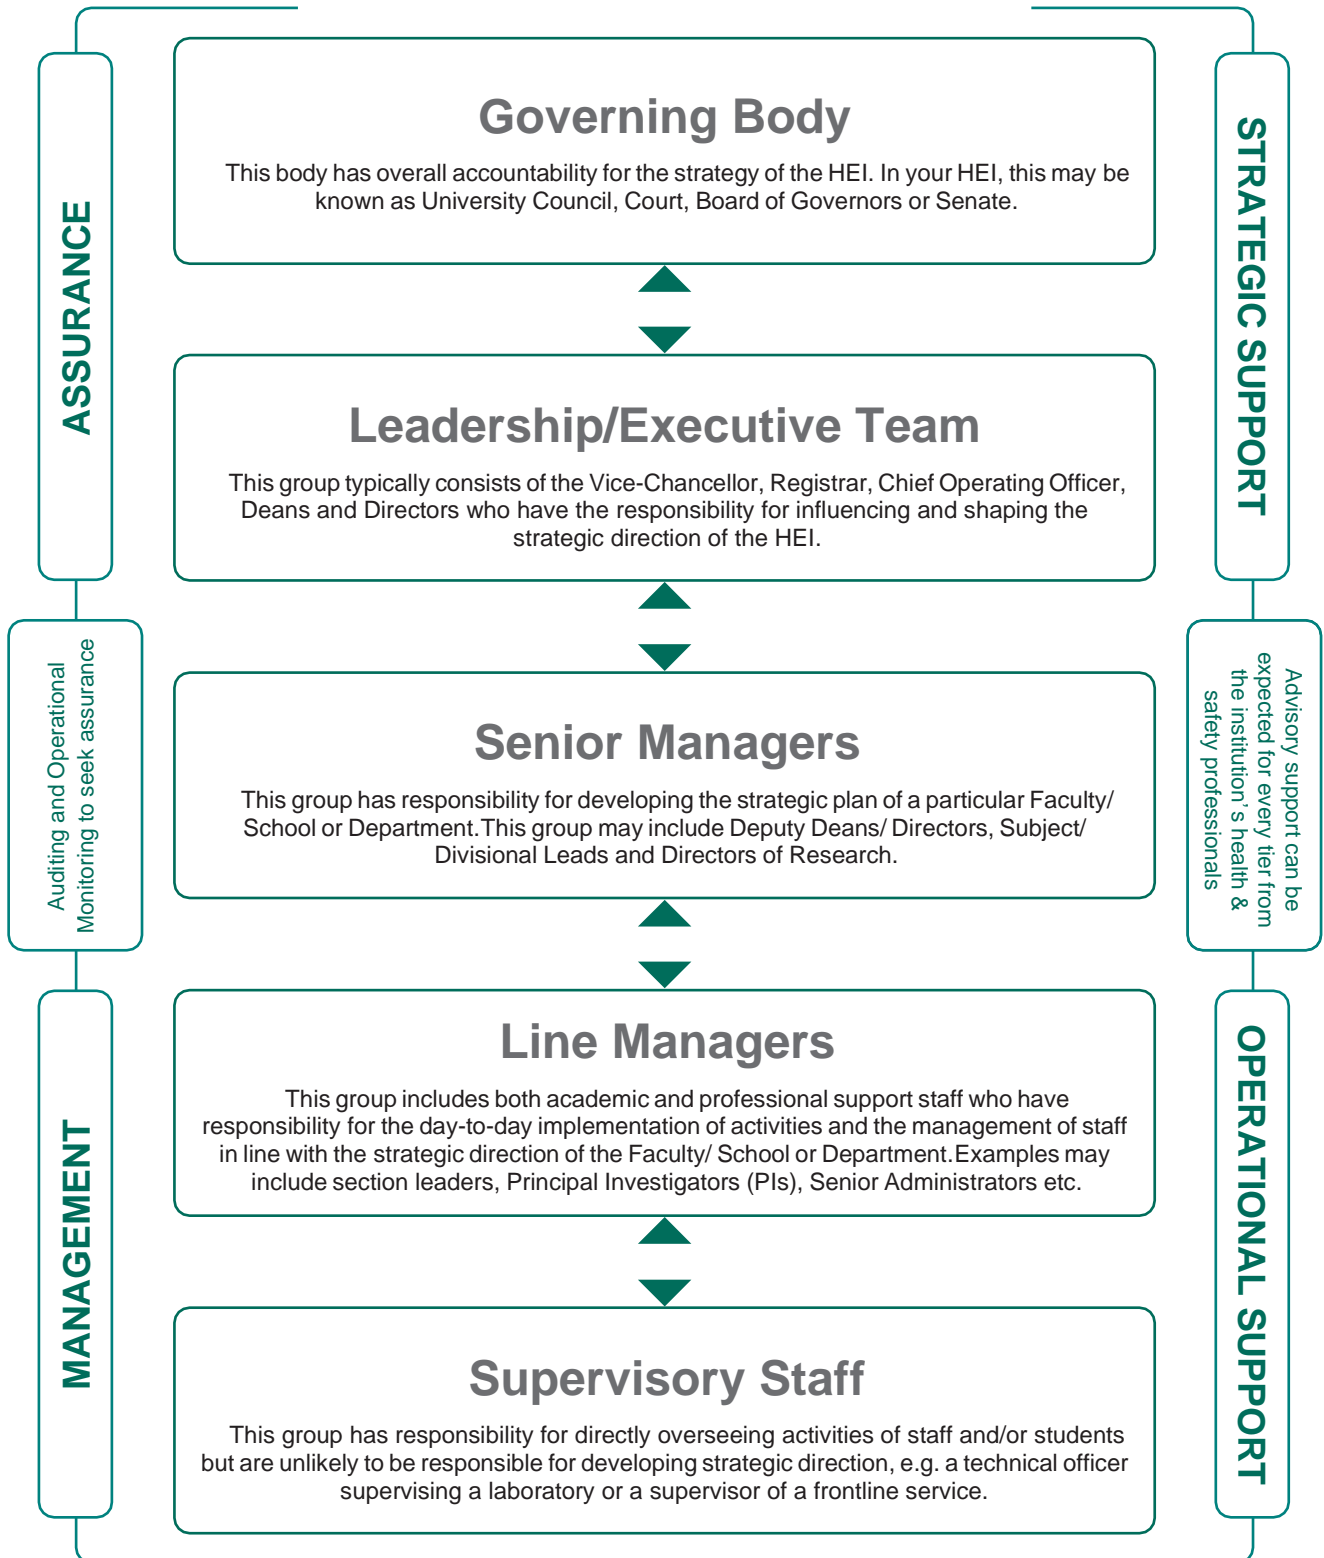 Governing Body
This body has overall accountability for the strategy of the HEI. In your HEI, this may be
known as University Council, Court, Board of Governors or Senate.
Leadership/Executive Team
This group typically consists of the Vice-Chancellor, Registrar, Chief Operating Officer,
Deans and Directors who have the responsibility for influencing and shaping the
strategic direction of the HEI.
Senior Managers
This group has responsibility for developing the strategic plan of a particular Faculty/
School or Department.This group may include Deputy Deans/ Directors, Subject/
Divisional Leads and Directors of Research.
Line Managers
This group includes both academic and professional support staff who have
responsibility for the day-to-day implementation of activities and the management of staff
in line with the strategic direction of the Faculty/ School or Department.Examples may
include section leaders, Principal Investigators (PIs), Senior Administrators etc.
Supervisory Staff
This group has responsibility for directly overseeing activities of staff and/or students
but are unlikely to be responsible for developing strategic direction, e.g. a technical officer
supervising a laboratory or a supervisor of a frontline service.
ASSURANCE
Auditing and Operational
Monitoring to seek assurance
MANAGEMENT
STRATEGIC SUPPORT
Advisory support can be
expected for every tier from
the institution's health &
safety professionals
OPERATIONAL SUPPORT